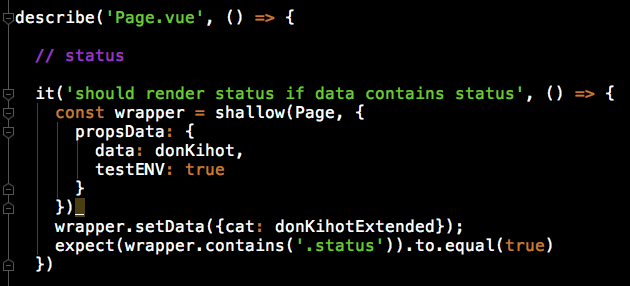 describe('Page.vue', () => {
// status
it('should render status if data contains status', () => {
const wrapper = shallow(Page, {
propsData: {
data: donKihot,
testENV: true
}
})
wrapper.setData({cat: donKihotExtended});
expect(wrapper.contains('.status')).to.equal(true)
})